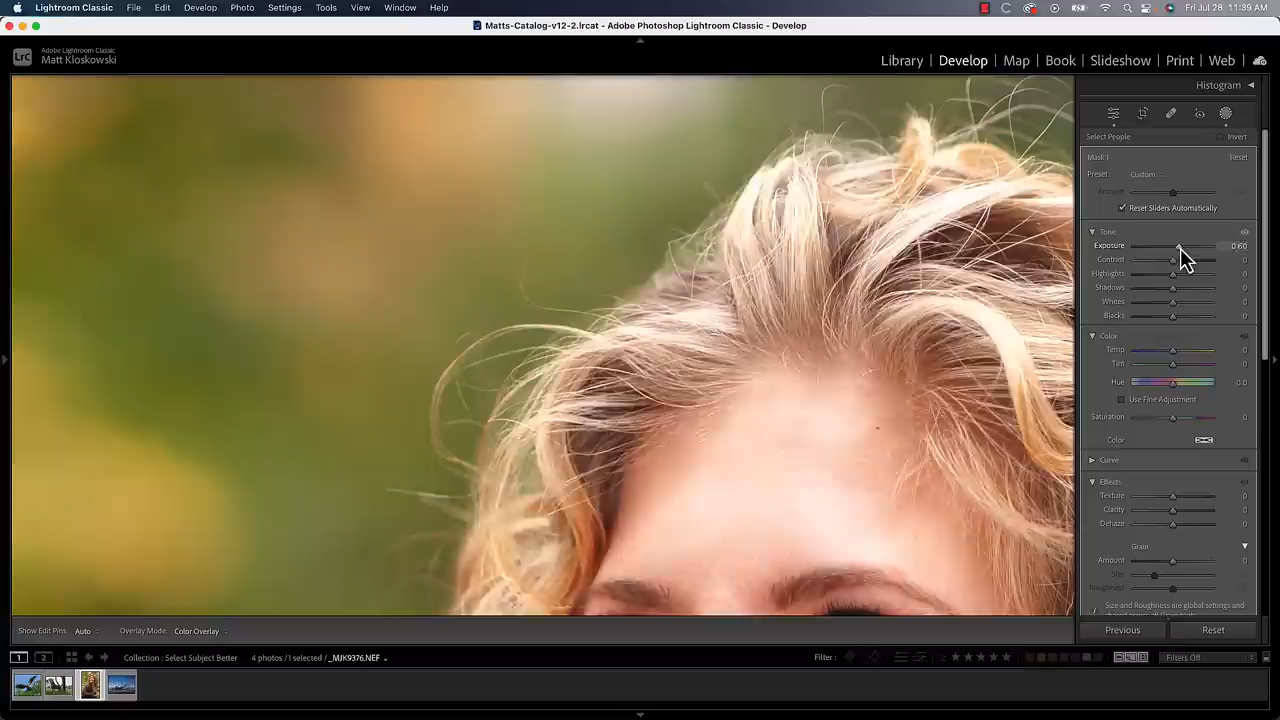 Lightroom Classic File Edit Develop Photo Settings Tools View Window Help Fri Jul 28 11:39 AM
Matts-Catalog-v12-2.lrcat - Adobe Photoshop Lightroom Classic - Develop
LrC Adobe Lightroom Classic
Matt Kloskowski
Library Develop Map Book Slideshow Print Web
Histogram
Select People Invert
Mask 1 Reset
Preset : Custom...
Amount
Reset Sliders Automatically
Tone
Exposure 0.60
Contrast 0
Highlights 0
Shadows 0
Whites 0
Blacks 0
Color
Temp 0
Tint 0
Hue 0.0
Use Fine Adjustment
Saturation 0
Color
Curve
Effects
Texture 0
Clarity 0
Dehaze 0
Grain
Amount 0
Size
Roughness
Size and Roughness are global settings and
Show Edit Pins: Auto Overlay Mode: Color Overlay
Previous Reset
1 2 Collection : Select Subject Better 4 photos / 1 selected / _MJK9376.NEF Filter : Filters Off